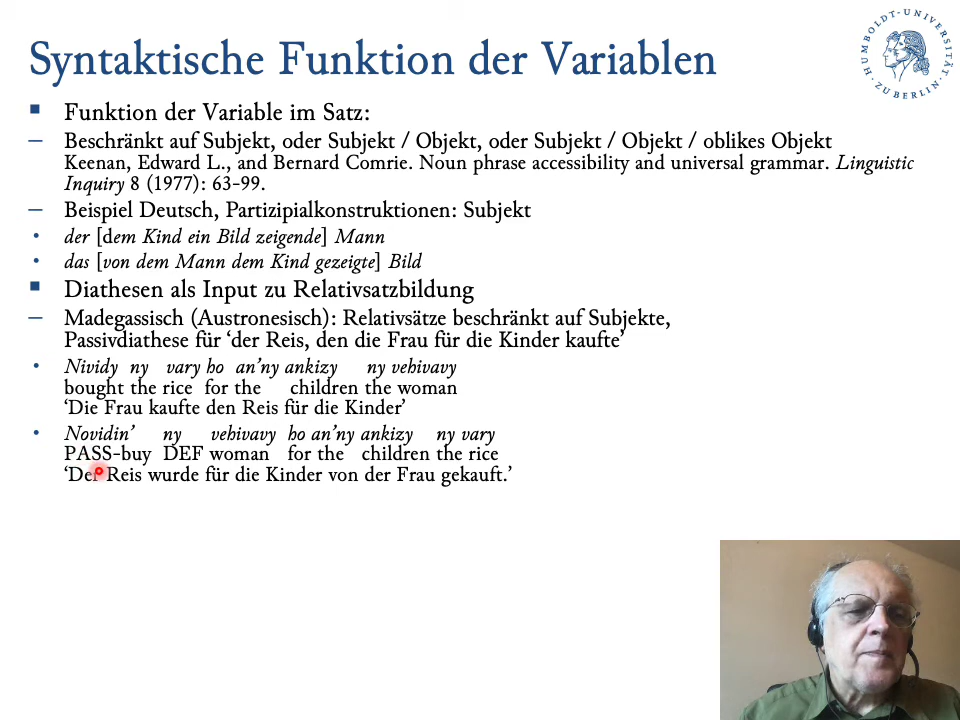 Syntaktische Funktion der Variablen
HUMBOLDT-UNIVERSITÄT ZU BERLIN
Funktion der Variable im Satz:
Beschränkt auf Subjekt, oder Subjekt / Objekt, oder Subjekt / Objekt / oblikes Objekt
Keenan, Edward L., and Bernard Comrie. Noun phrase accessibility and universal grammar. Linguistic
Inquiry 8 (1977): 63-99.
Beispiel Deutsch, Partizipialkonstruktionen: Subjekt
der [dem Kind ein Bild zeigende] Mann
das [von dem Mann dem Kind gezeigte] Bild
Diathesen als Input zu Relativsatzbildung
Madegassisch (Austronesisch): Relativsätze beschränkt auf Subjekte,
Passivdiathese für ‘der Reis, den die Frau für die Kinder kaufte’
Nividy ny vary ho an’ny ankizy ny vehivavy
bought the rice for the children the woman
‘Die Frau kaufte den Reis für die Kinder’
Novidin’ ny vehivavy ho an’ny ankizy ny vary
PASS-buy DEF woman for the children the rice
‘Der Reis wurde für die Kinder von der Frau gekauft.’